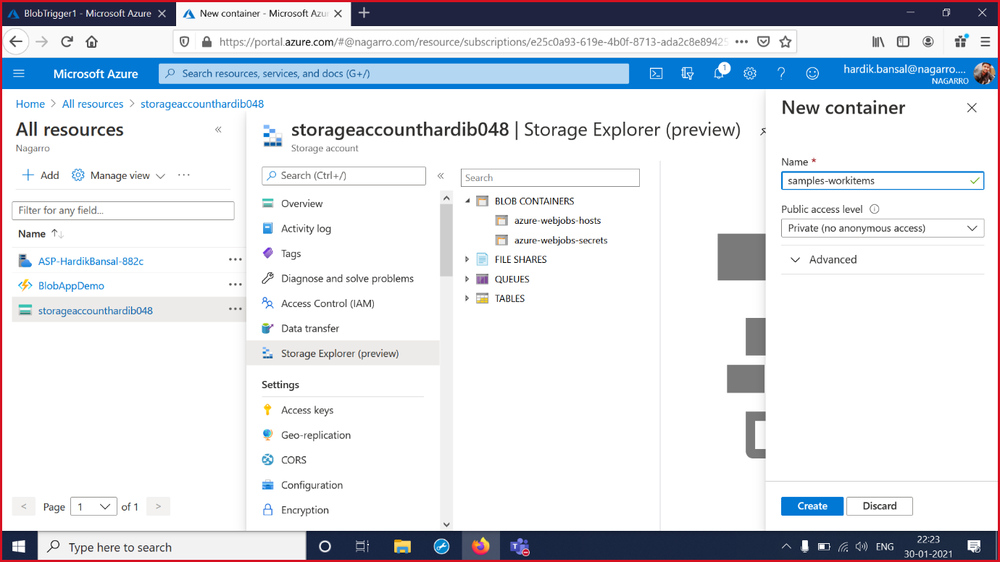 BlobTrigger1 - Microsoft Azure
New container - Microsoft Azu
https://portal.azure.com/#@nagarro.com/resource/subscriptions/e25c0a93-619e-4b0f-8713-ada2c8e89425
Microsoft Azure
Search resources, services, and docs (G+/)
1
hardik.bansal@nagarro....
NAGARRO
Home > All resources > storageaccounthardib048
All resources
Nagarro
Add
Manage view
Filter for any field...
Name
ASP-HardikBansal-882c
BlobAppDemo
storageaccounthardib048
< Page 1 of 1 >
storageaccounthardib048 | Storage Explorer (preview)
Storage account
Search (Ctrl+/)
Overview
Activity log
Tags
Diagnose and solve problems
Access Control (IAM)
Data transfer
Storage Explorer (preview)
Settings
Access keys
Geo-replication
CORS
Configuration
Encryption
Search
BLOB CONTAINERS
azure-webjobs-hosts
azure-webjobs-secrets
FILE SHARES
QUEUES
TABLES
New container
Name *
samples-workitems
Public access level
Private (no anonymous access)
Advanced
Create
Discard
Type here to search
ENG
22:23
30-01-2021